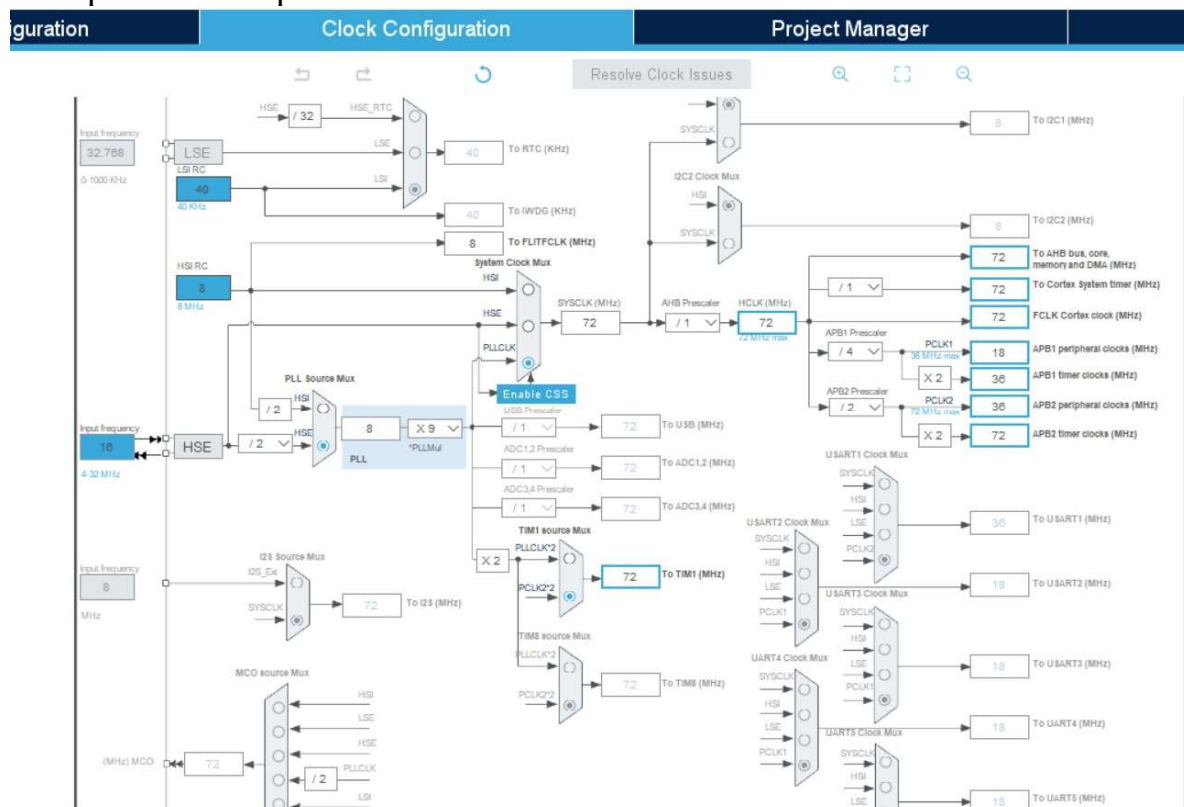 iguration
Clock Configuration
Project Manager
Resolve Clock Issues
Input frequency
32.768
0-1000 KHz
HSE
/ 32
HSE_RTC
LSE
LSE
LSI RC
40
40 KHz
LSI
40
To RTC (KHz)
40
To IWDG (KHz)
8
To FLITFCLK (MHz)
HSI RC
8
8 MHz
System Clock Mux
HSI
HSE
PLLCLK
Enable CSS
SYSCLK (MHz)
72
AHB Prescaler
/ 1
HCLK (MHz)
72
72 MHz max
SYSCLK
8
To I2C1 (MHz)
I2C2 Clock Mux
HSI
SYSCLK
8
To I2C2 (MHz)
72
To AHB bus, core,
memory and DMA (MHz)
/ 1
72
To Cortex System timer (MHz)
72
FCLK Cortex clock (MHz)
APB1 Prescaler
/ 4
PCLK1
36 MHz max
18
APB1 peripheral clocks (MHz)
X 2
36
APB1 timer clocks (MHz)
APB2 Prescaler
/ 2
PCLK2
72 MHz max
36
APB2 peripheral clocks (MHz)
X 2
72
APB2 timer clocks (MHz)
PLL Source Mux
/ 2
HSI
Input frequency
16
4-32 MHz
HSE
/ 2
HSE
8
X 9
*PLLMul
PLL
USB Prescaler
/ 1
72
To USB (MHz)
ADC1,2 Prescaler
/ 1
72
To ADC1,2 (MHz)
ADC3,4 Prescaler
/ 1
72
To ADC3,4 (MHz)
TIM1 source Mux
X 2
PLLCLK*2
PCLK2*2
72
To TIM1 (MHz)
TIM8 source Mux
PLLCLK*2
PCLK2*2
72
To TIM8 (MHz)
I2S Source Mux
Input frequency
8
MHz
I2S_Ext
SYSCLK
72
To I2S (MHz)
MCO source Mux
HSI
LSE
HSE
/ 2
PLLCLK
LSI
(MHz) MCO
72
USART1 Clock Mux
SYSCLK
HSI
LSE
PCLK2
36
To USART1 (MHz)
USART2 Clock Mux
SYSCLK
HSI
LSE
PCLK1
18
To USART2 (MHz)
USART3 Clock Mux
SYSCLK
HSI
LSE
PCLK1
18
To USART3 (MHz)
UART4 Clock Mux
SYSCLK
HSI
LSE
PCLK1
18
To UART4 (MHz)
UART5 Clock Mux
SYSCLK
HSI
LSE
18
To UART5 (MHz)